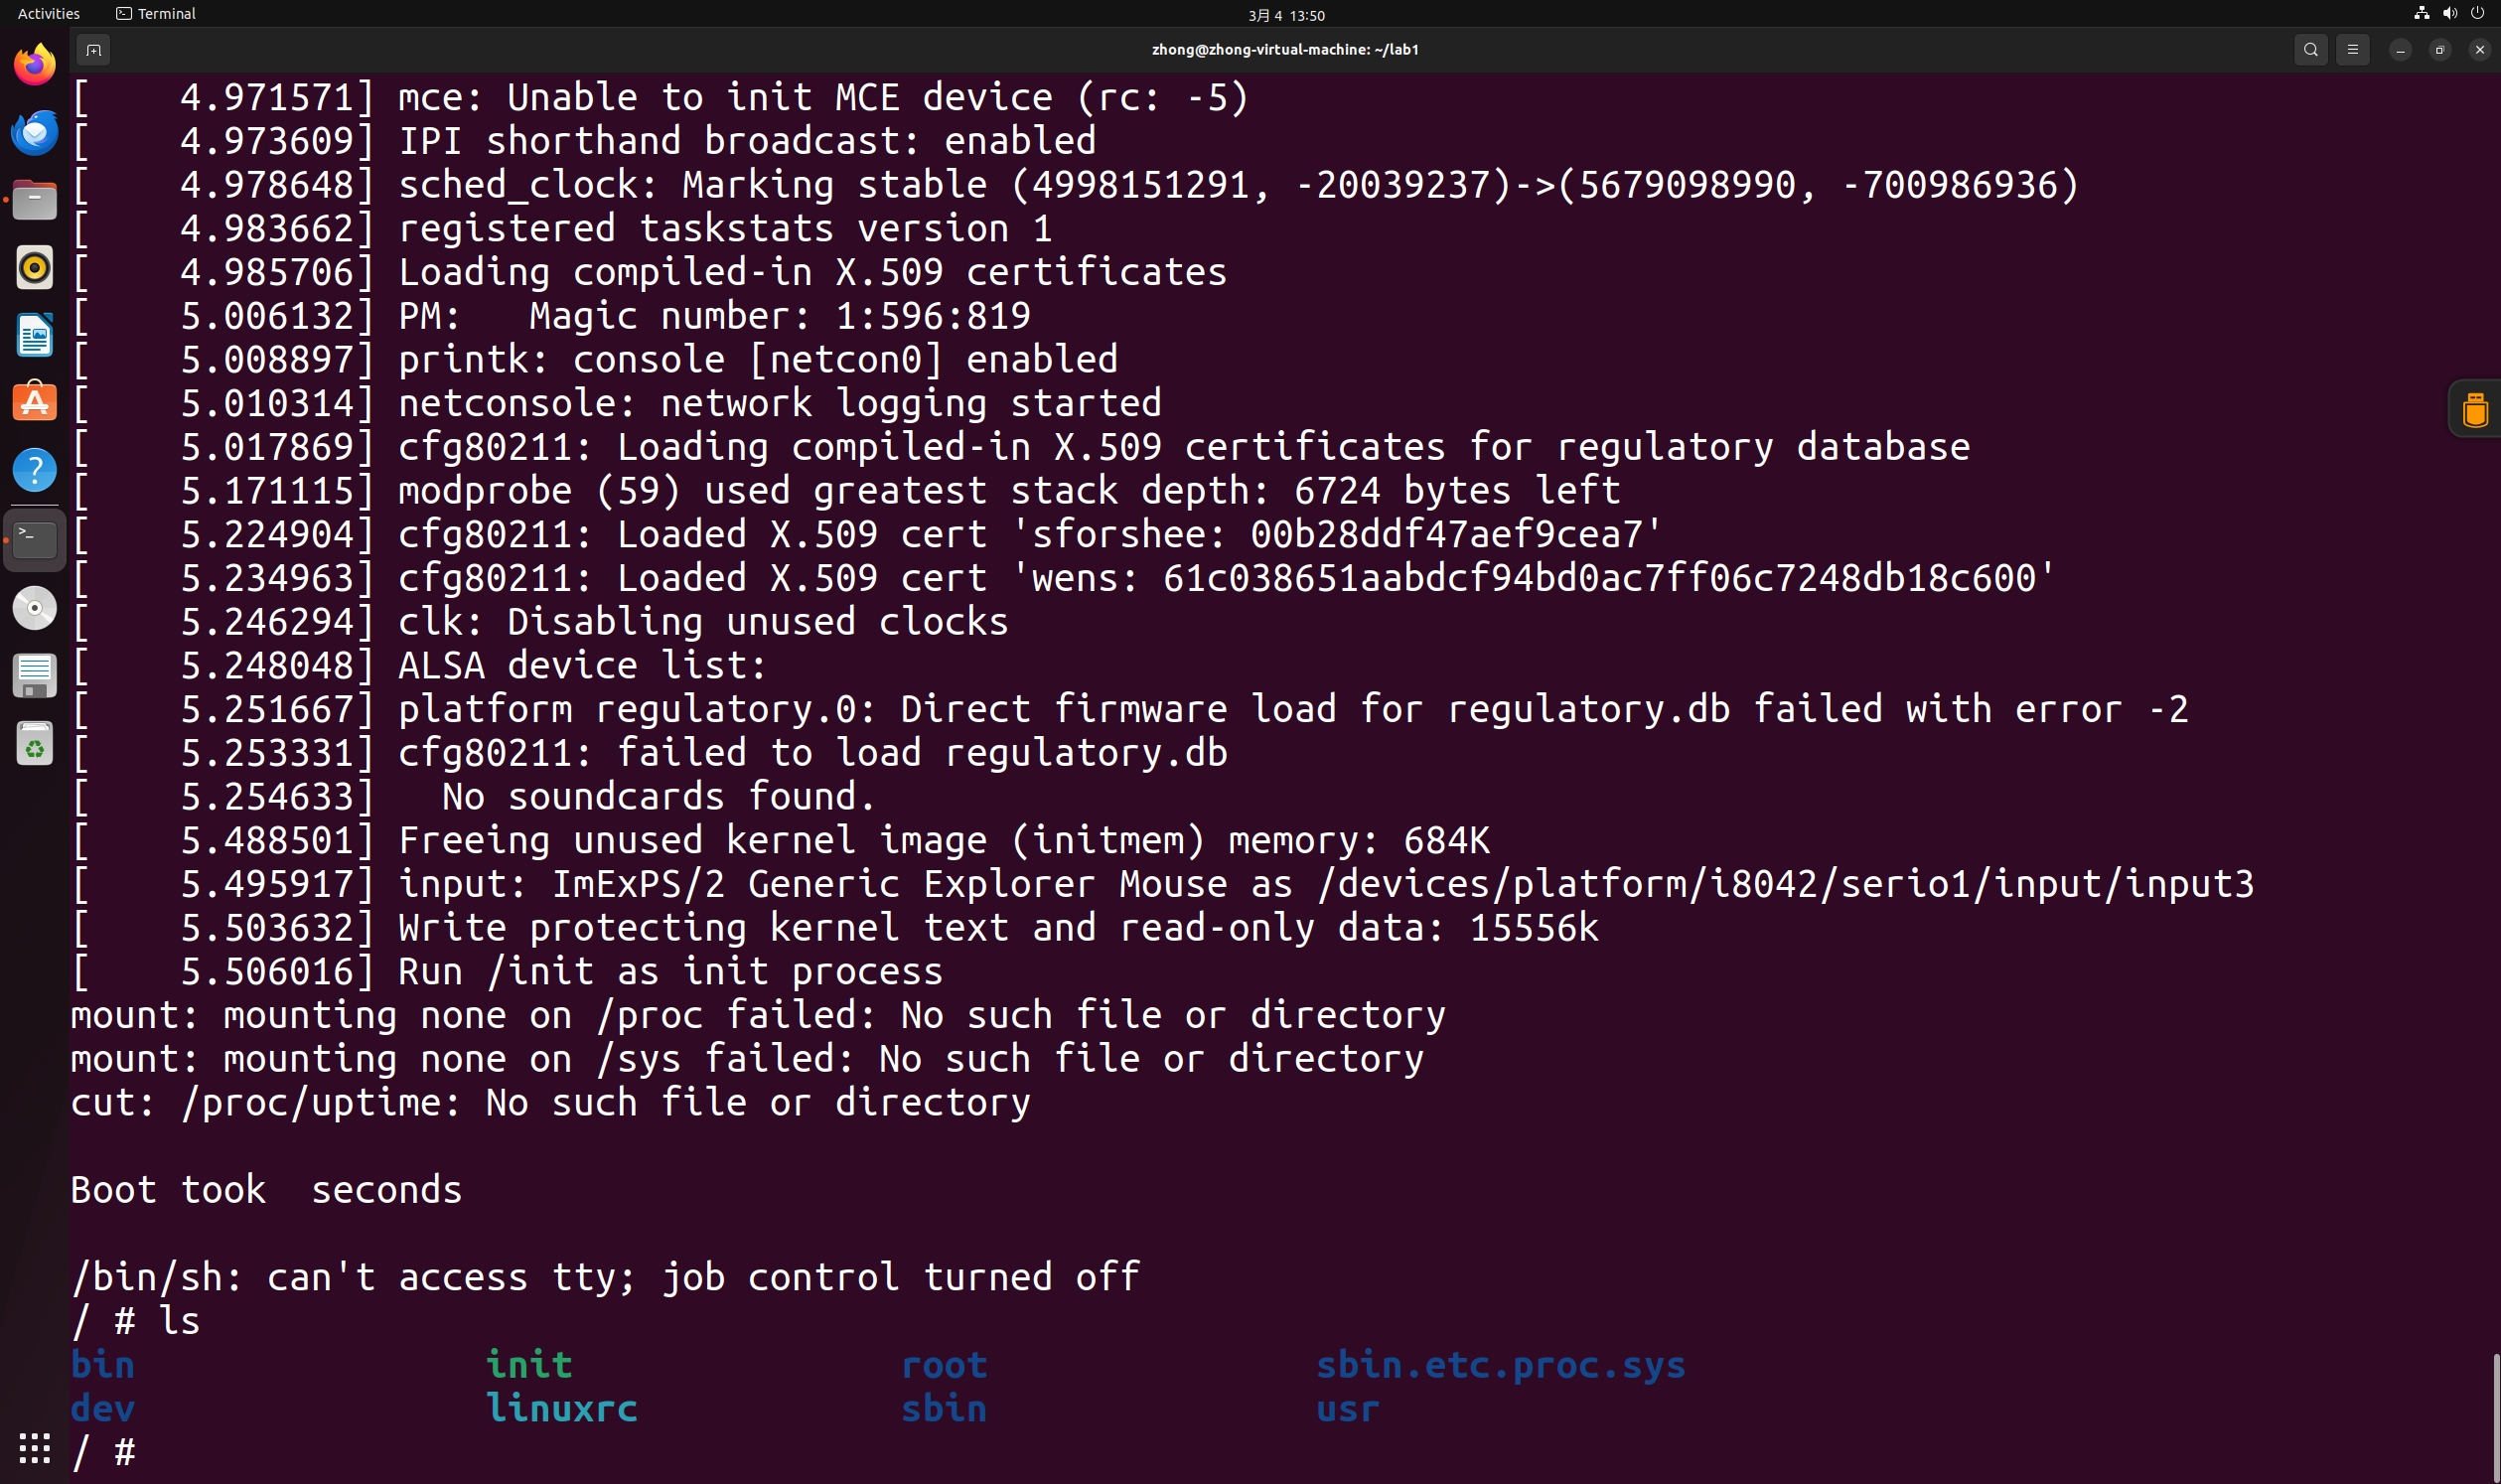 Activities Terminal 3月 4 13:50
zhong@zhong-virtual-machine: ~/lab1
[    4.971571] mce: Unable to init MCE device (rc: -5)
[    4.973609] IPI shorthand broadcast: enabled
[    4.978648] sched_clock: Marking stable (4998151291, -20039237)->(5679098990, -700986936)
[    4.983662] registered taskstats version 1
[    4.985706] Loading compiled-in X.509 certificates
[    5.006132] PM:   Magic number: 1:596:819
[    5.008897] printk: console [netcon0] enabled
[    5.010314] netconsole: network logging started
[    5.017869] cfg80211: Loading compiled-in X.509 certificates for regulatory database
[    5.171115] modprobe (59) used greatest stack depth: 6724 bytes left
[    5.224904] cfg80211: Loaded X.509 cert 'sforshee: 00b28ddf47aef9cea7'
[    5.234963] cfg80211: Loaded X.509 cert 'wens: 61c038651aabdcf94bd0ac7ff06c7248db18c600'
[    5.246294] clk: Disabling unused clocks
[    5.248048] ALSA device list:
[    5.251667] platform regulatory.0: Direct firmware load for regulatory.db failed with error -2
[    5.253331] cfg80211: failed to load regulatory.db
[    5.254633]   No soundcards found.
[    5.488501] Freeing unused kernel image (initmem) memory: 684K
[    5.495917] input: ImExPS/2 Generic Explorer Mouse as /devices/platform/i8042/serio1/input/input3
[    5.503632] Write protecting kernel text and read-only data: 15556k
[    5.506016] Run /init as init process
mount: mounting none on /proc failed: No such file or directory
mount: mounting none on /sys failed: No such file or directory
cut: /proc/uptime: No such file or directory
Boot took  seconds
/bin/sh: can't access tty; job control turned off
/ # ls
bin init root sbin.etc.proc.sys
dev linuxrc sbin usr
/ #